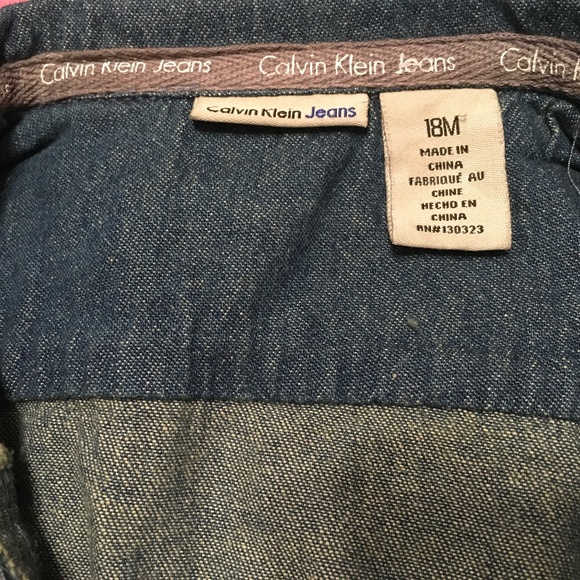 Calvin Klein Jeans Calvin Klein Jeans Calvin K
Calvin Klein Jeans
18M
MADE IN
CHINA
FABRIQUÉ AU
CHINE
HECHO EN
CHINA
RN#130323